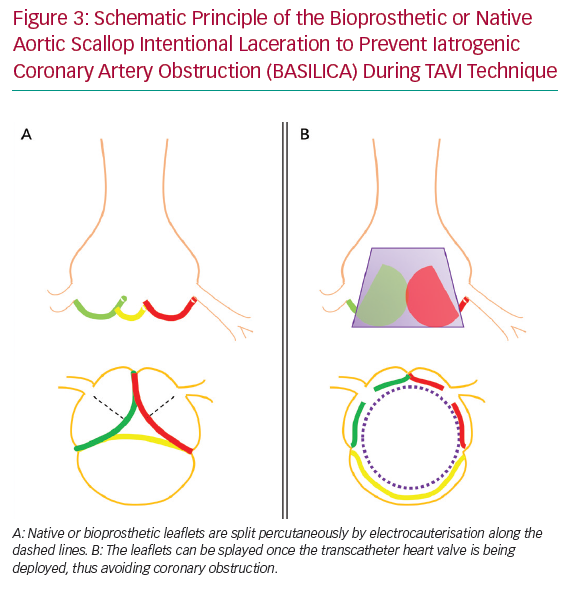 Figure 3: Schematic Principle of the Bioprosthetic or Native
Aortic Scallop Intentional Laceration to Prevent Iatrogenic
Coronary Artery Obstruction (BASILICA) During TAVI Technique
A
B
A: Native or bioprosthetic leaflets are split percutaneously by electrocauterisation along the
dashed lines. B: The leaflets can be splayed once the transcatheter heart valve is being
deployed, thus avoiding coronary obstruction.